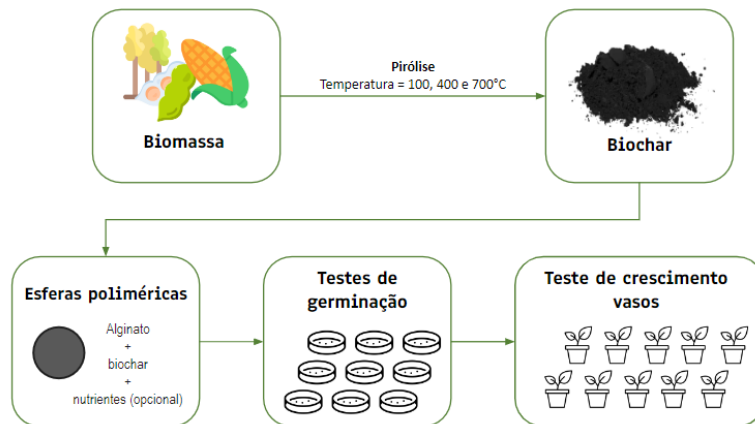 Biomassa
Pirólise
Temperatura = 100, 400 e 700°C
Biochar
Esferas poliméricas
Alginato
+
biochar
+
nutrientes (opcional)
Testes de
germinação
Teste de crescimento
vasos